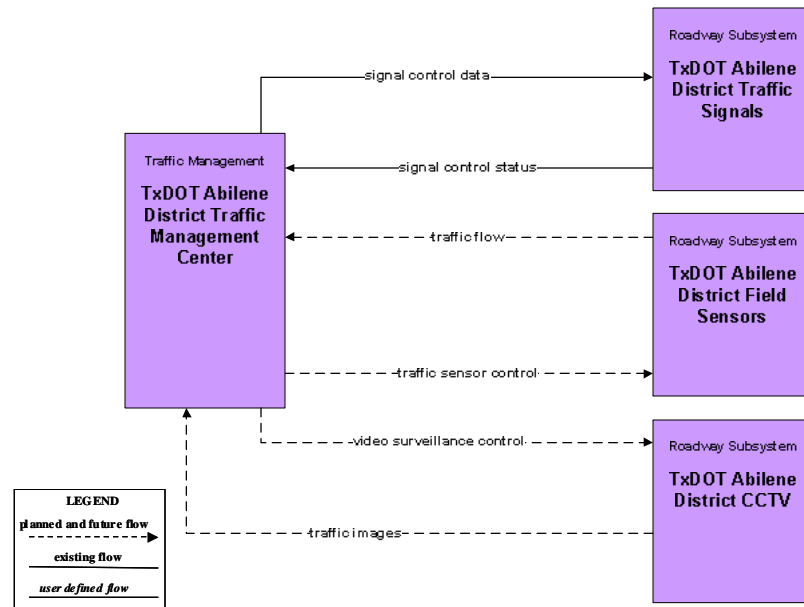 Roadway Subsystem
TxDOT Abilene
District Traffic
Signals
signal control data
Traffic Management
TxDOT Abilene
District Traffic
Management
Center
signal control status
traffic flow
Roadway Subsystem
TxDOT Abilene
District Field
Sensors
traffic sensor control
video surveillance control
Roadway Subsystem
TxDOT Abilene
District CCTV
traffic images
LEGEND
planned and future flow
existing flow
user defined flow